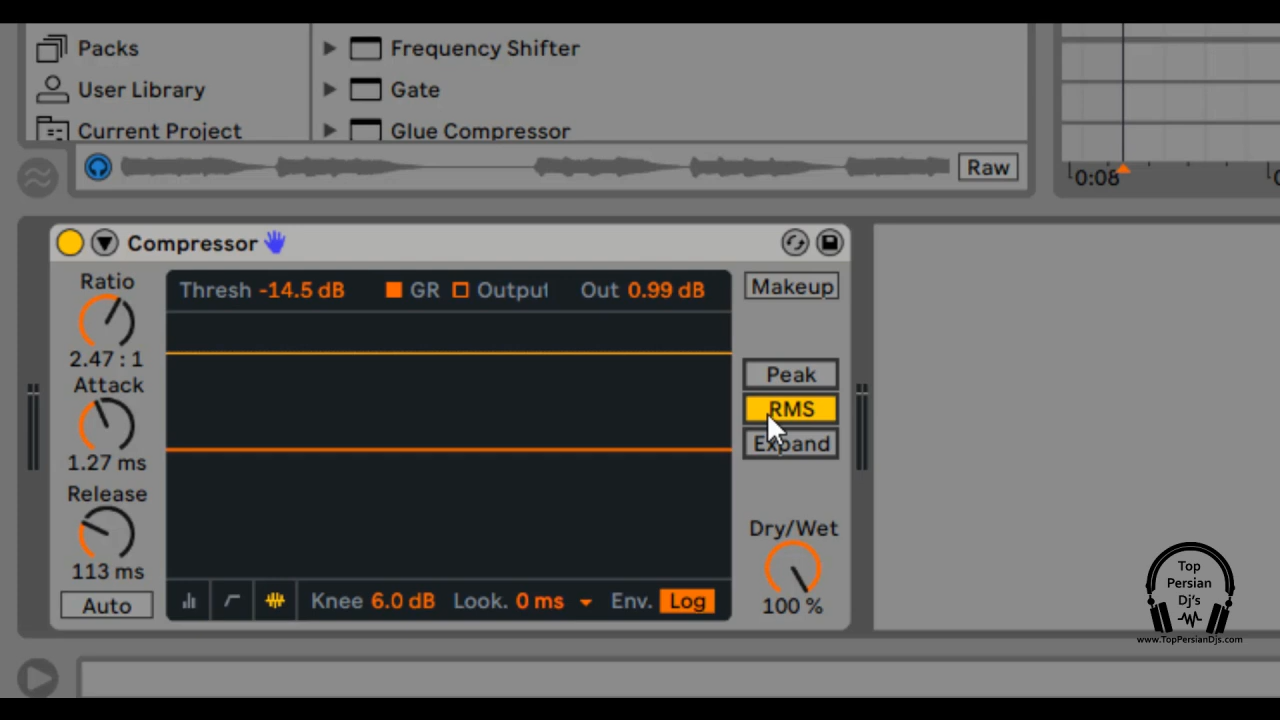 Packs
Frequency Shifter
User Library
Gate
Current Project
Glue Compressor
Raw
0:08
Compressor
Ratio
2.47 : 1
Attack
1.27 ms
Release
113 ms
Auto
Thresh -14.5 dB GR Output Out 0.99 dB
Knee 6.0 dB Look. 0 ms Env. Log
Makeup
Peak
RMS
Expand
Dry/Wet
100 %
Top
Persian
Dj's
www.TopPersianDjs.com